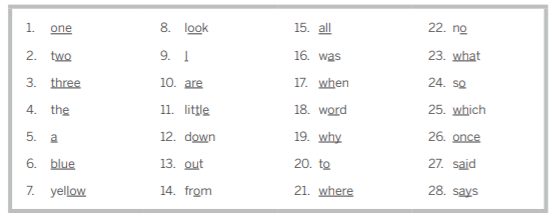 1. one
2. two
3. three
4. the
5. a
6. blue
7. yellow
8. look
9. I
10. are
11. little
12. down
13. out
14. from
15. all
16. was
17. when
18. word
19. why
20. to
21. where
22. no
23. what
24. so
25. which
26. once
27. said
28. says